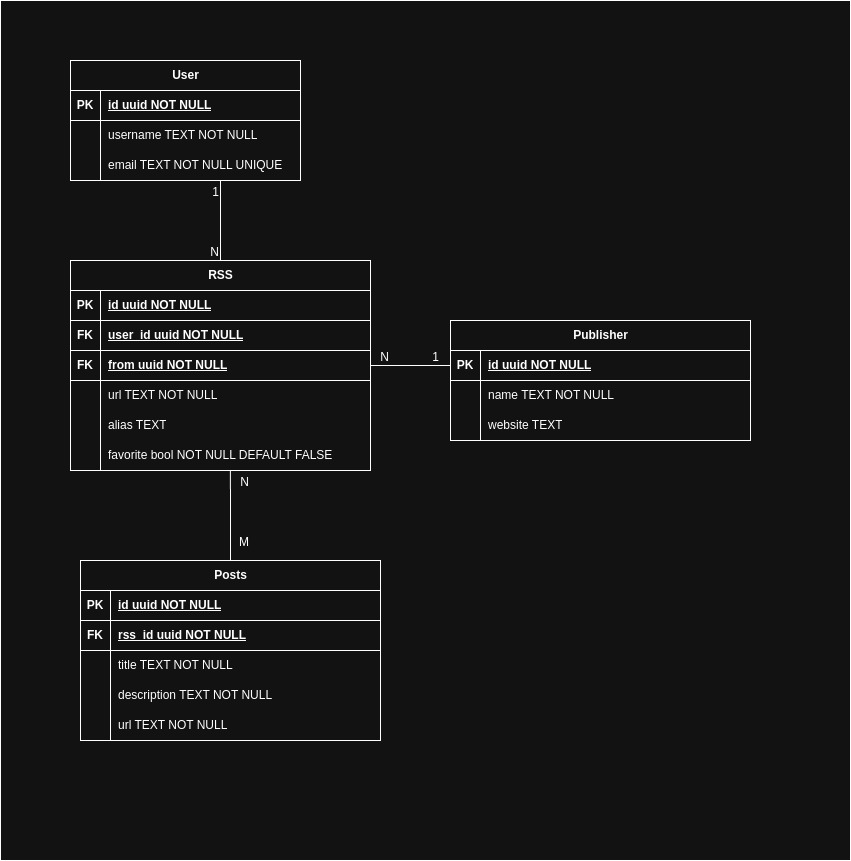 User
PK id uuid NOT NULL
username TEXT NOT NULL
email TEXT NOT NULL UNIQUE
1
N
RSS
PK id uuid NOT NULL
FK user_id uuid NOT NULL
FK from uuid NOT NULL
url TEXT NOT NULL
alias TEXT
favorite bool NOT NULL DEFAULT FALSE
N 1
Publisher
PK id uuid NOT NULL
name TEXT NOT NULL
website TEXT
N
M
Posts
PK id uuid NOT NULL
FK rss_id uuid NOT NULL
title TEXT NOT NULL
description TEXT NOT NULL
url TEXT NOT NULL